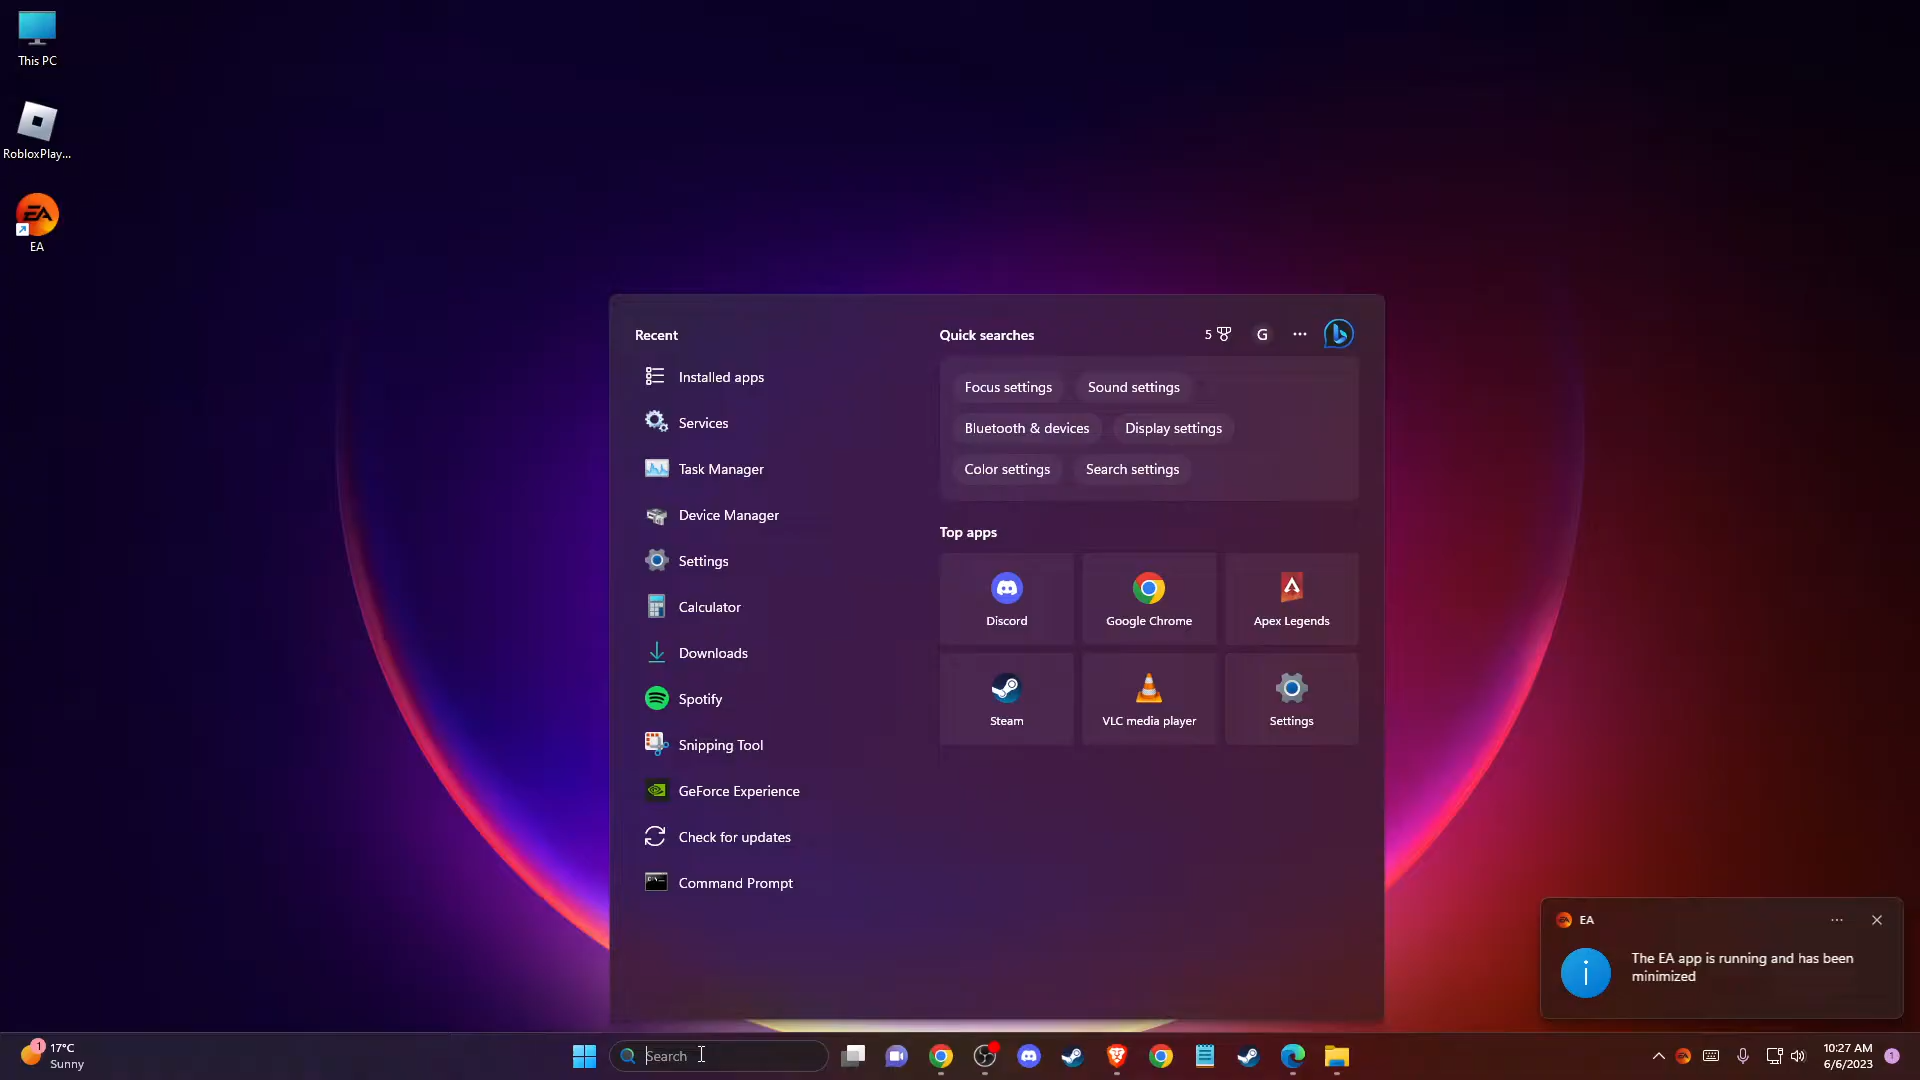 This PC
RobloxPlay...
EA
Recent
Installed apps
Services
Task Manager
Device Manager
Settings
Calculator
Downloads
Spotify
Snipping Tool
GeForce Experience
Check for updates
Command Prompt
Quick searches
5
G
Focus settings
Sound settings
Bluetooth & devices
Display settings
Color settings
Search settings
Top apps
Discord
Google Chrome
Apex Legends
Steam
VLC media player
Settings
EA
The EA app is running and has been
minimized
1
17°C
Sunny
Search
10:27 AM
6/6/2023
1